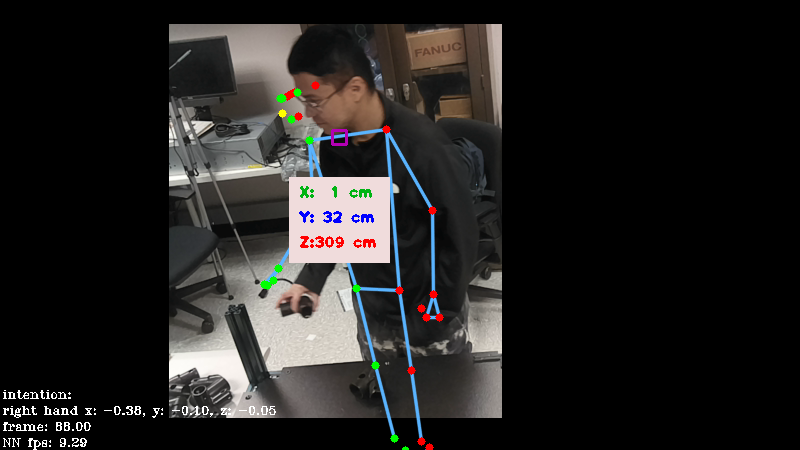 FANUC
X: 1 cm
Y: 32 cm
Z:309 cm
intention:
right hand x: -0.38, y: -0.10, z: -0.05
frame: 88.00
NN fps: 9.29